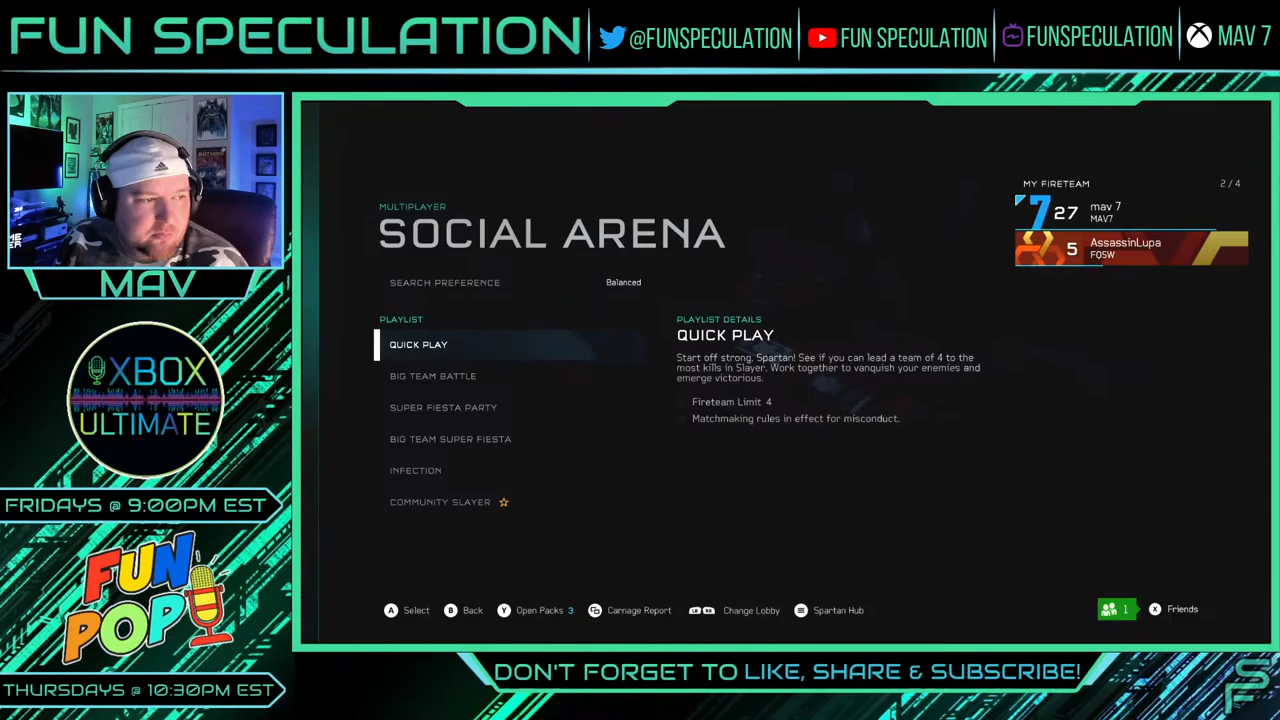 FUN SPECULATION
@FUNSPECULATION
FUN SPECULATION
FUNSPECULATION
MAV 7
MAV
XBOX
ULTIMATE
FRIDAYS @ 9:00PM EST
FUN
POP
THURSDAYS @ 10:30PM EST
MULTIPLAYER
SOCIAL ARENA
SEARCH PREFERENCE Balanced
PLAYLIST
QUICK PLAY
BIG TEAM BATTLE
SUPER FIESTA PARTY
BIG TEAM SUPER FIESTA
INFECTION
COMMUNITY SLAYER
PLAYLIST DETAILS
QUICK PLAY
Start off strong, Spartan! See if you can lead a team of 4 to the
most kills in Slayer. Work together to vanquish your enemies and
emerge victorious.
Fireteam Limit 4
Matchmaking rules in effect for misconduct.
MY FIRETEAM 2/4
7 27 mav 7
MAV7
5 AssassinLupa
FQSW
A Select B Back Y Open Packs 3 Carnage Report LB RB Change Lobby Spartan Hub
1 X Friends
DON'T FORGET TO LIKE, SHARE & SUBSCRIBE!
SF